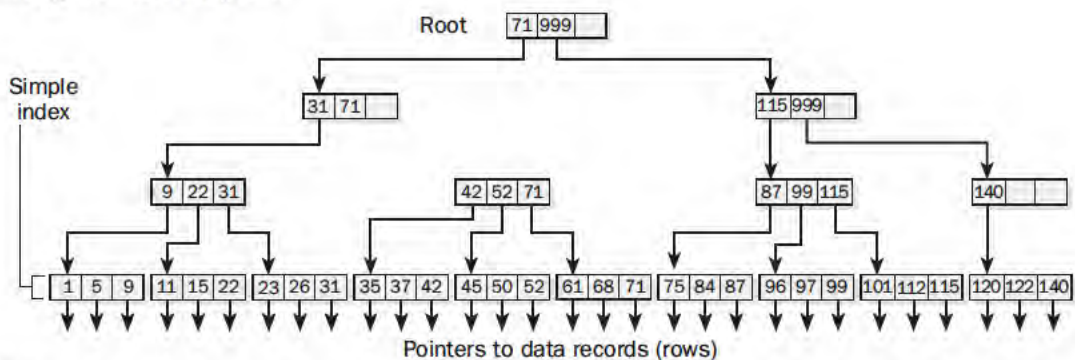 Root
71 999
Simple
index
31 71
115 999
9 22 31
42 52 71
87 99 115
140
1 5 9
11 15 22
23 26 31
35 37 42
45 50 52
61 68 71
75 84 87
96 97 99
101 112 115
120 122 140
Pointers to data records (rows)